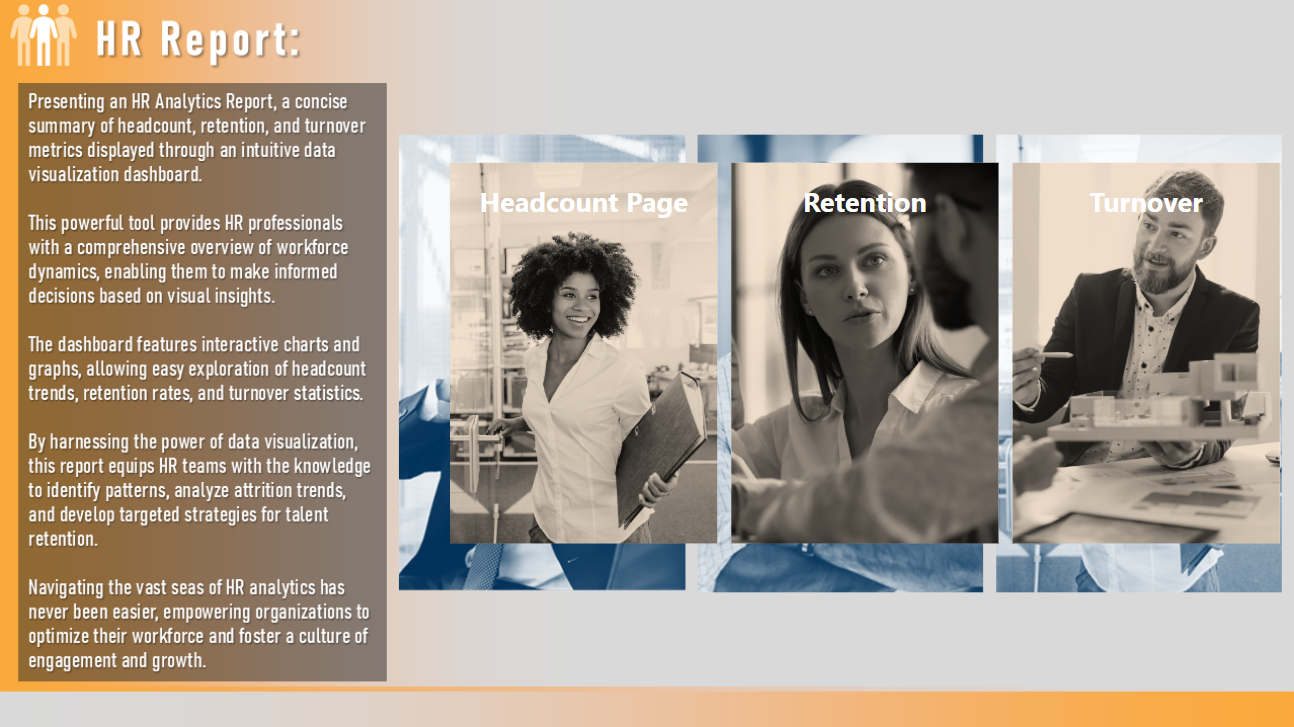 HR Report:
Presenting an HR Analytics Report, a concise
summary of headcount, retention, and turnover
metrics displayed through an intuitive data
visualization dashboard.
This powerful tool provides HR professionals
with a comprehensive overview of workforce
dynamics, enabling them to make informed
decisions based on visual insights.
The dashboard features interactive charts and
graphs, allowing easy exploration of headcount
trends, retention rates, and turnover statistics.
By harnessing the power of data visualization,
this report equips HR teams with the knowledge
to identify patterns, analyze attrition trends,
and develop targeted strategies for talent
retention.
Navigating the vast seas of HR analytics has
never been easier, empowering organizations to
optimize their workforce and foster a culture of
engagement and growth.
Headcount Page
Retention
Turnover